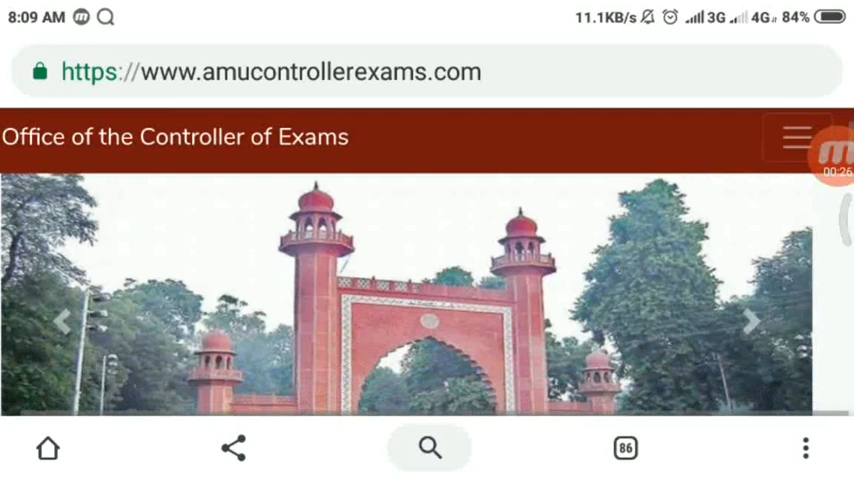 8:09 AM
11.1KB/s 3G 4G 84%
https://www.amucontrollerexams.com
Office of the Controller of Exams
00:26
86